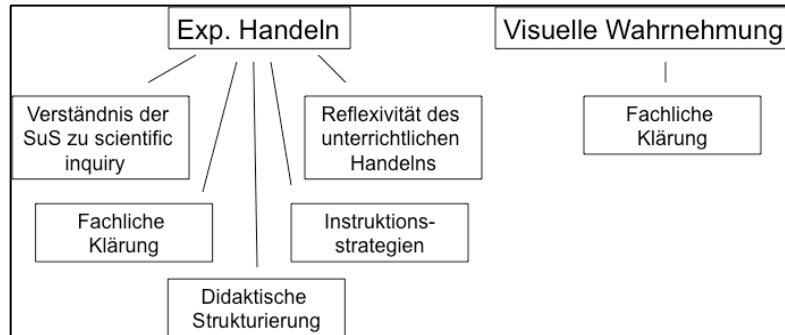 Exp. Handeln
Visuelle Wahrnehmung
Verständnis der
SuS zu scientific
inquiry
Reflexivität des
unterrichtlichen
Handelns
Fachliche
Klärung
Fachliche
Klärung
Instruktions-
strategien
Didaktische
Strukturierung